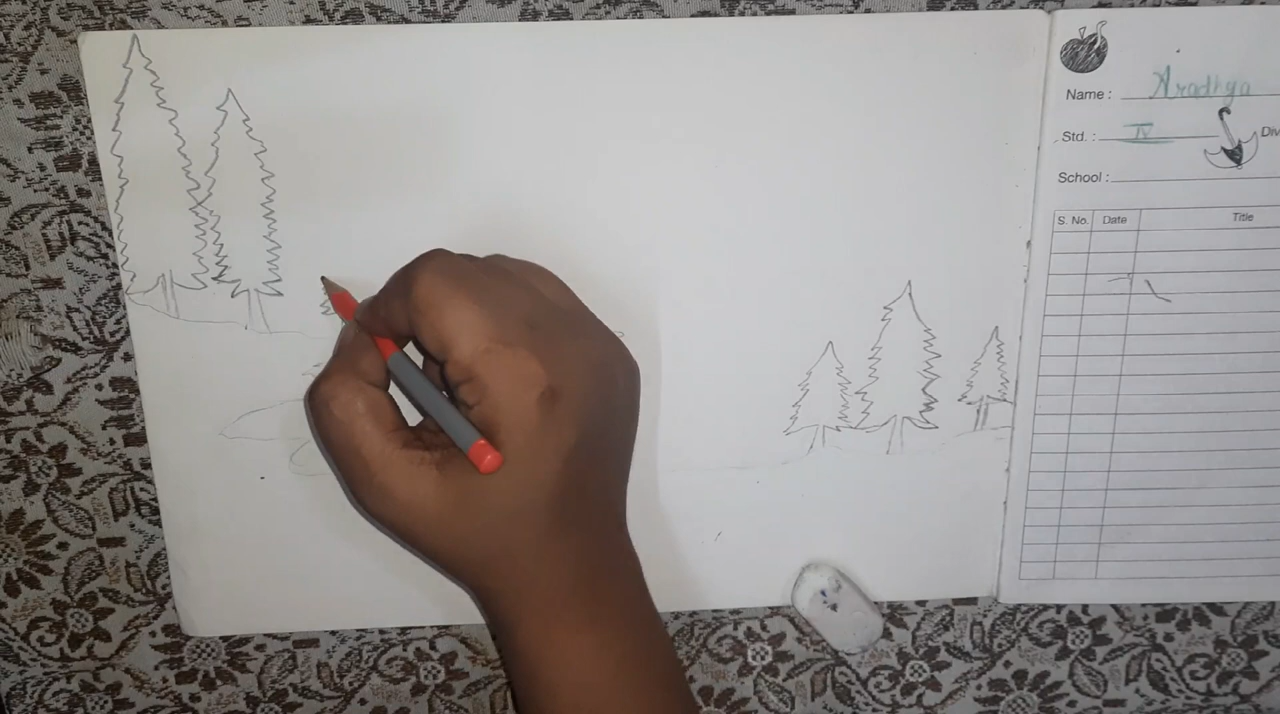 Name : Aradhya
Std. : IV Div
School :
S. No. Date Title